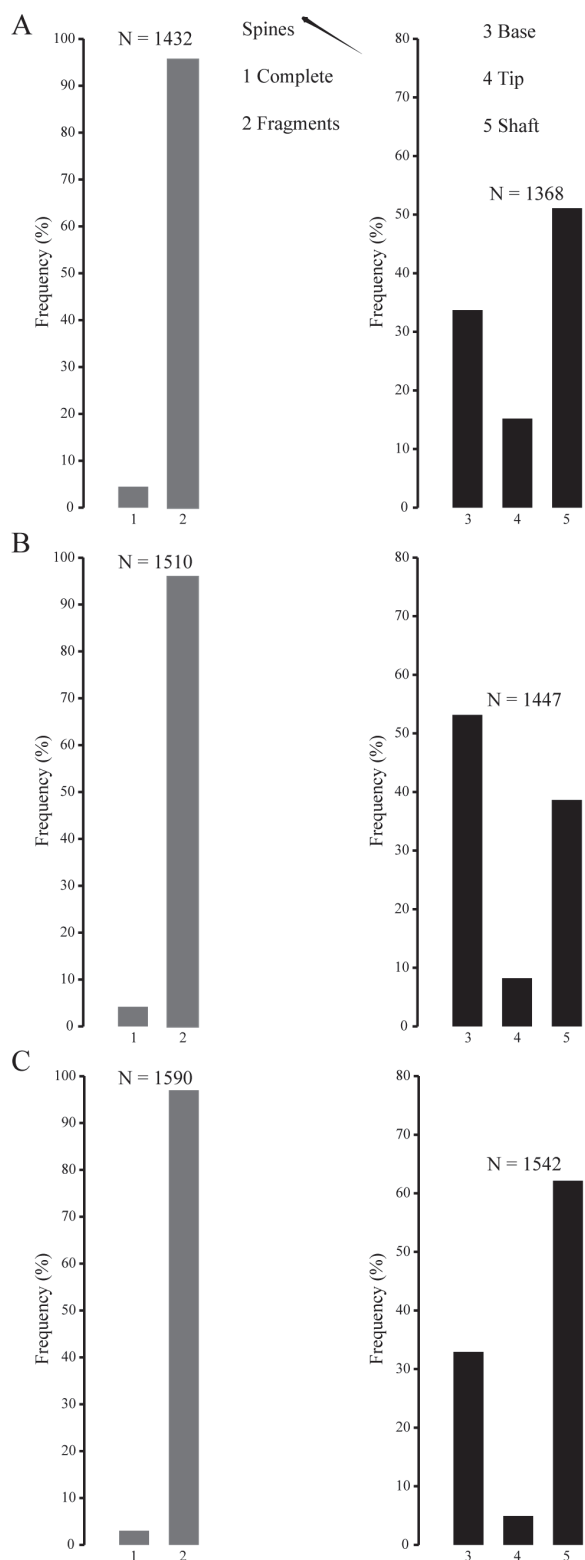 A
N = 1432
Spines
1 Complete
2 Fragments
Frequency (%)
100
90
80
70
60
50
40
30
20
10
0
1 2
3 Base
4 Tip
5 Shaft
N = 1368
Frequency (%)
80
70
60
50
40
30
20
10
0
3 4 5
B
N = 1510
Frequency (%)
100
90
80
70
60
50
40
30
20
10
0
1 2
N = 1447
Frequency (%)
80
70
60
50
40
30
20
10
0
3 4 5
C
N = 1590
Frequency (%)
100
90
80
70
60
50
40
30
20
10
0
1 2
N = 1542
Frequency (%)
80
70
60
50
40
30
20
10
0
3 4 5